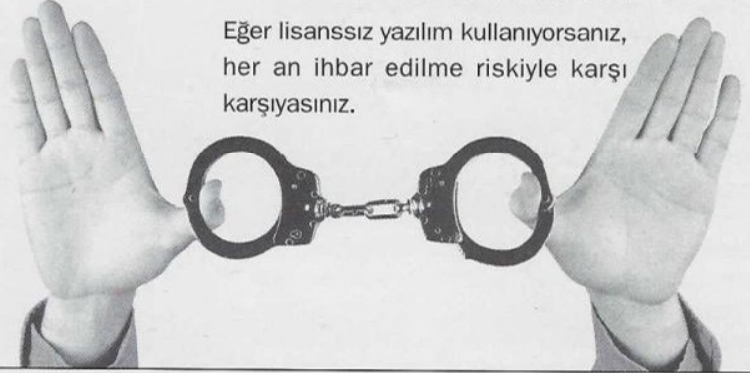 Eğer lisanssız yazılım kullanıyorsanız,
her an ihbar edilme riskiyle karşı
karşıyasınız.